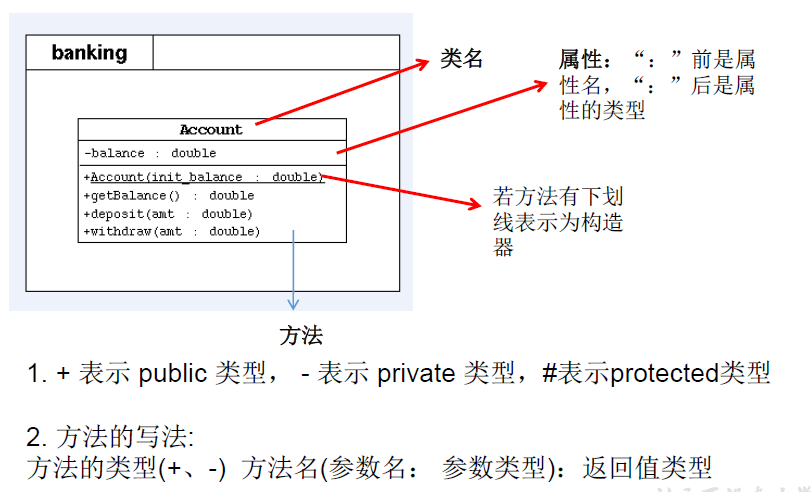 banking
类名
属性：“：”前是属
性名，“：”后是属
性的类型
Account
-balance : double
+Account(init_balance : double)
+getBalance() : double
+deposit(amt : double)
+withdraw(amt : double)
若方法有下划
线表示为构造
器
方法
1. + 表示 public 类型， - 表示 private 类型，#表示protected类型
2. 方法的写法:
方法的类型(+、-)  方法名(参数名： 参数类型)：返回值类型